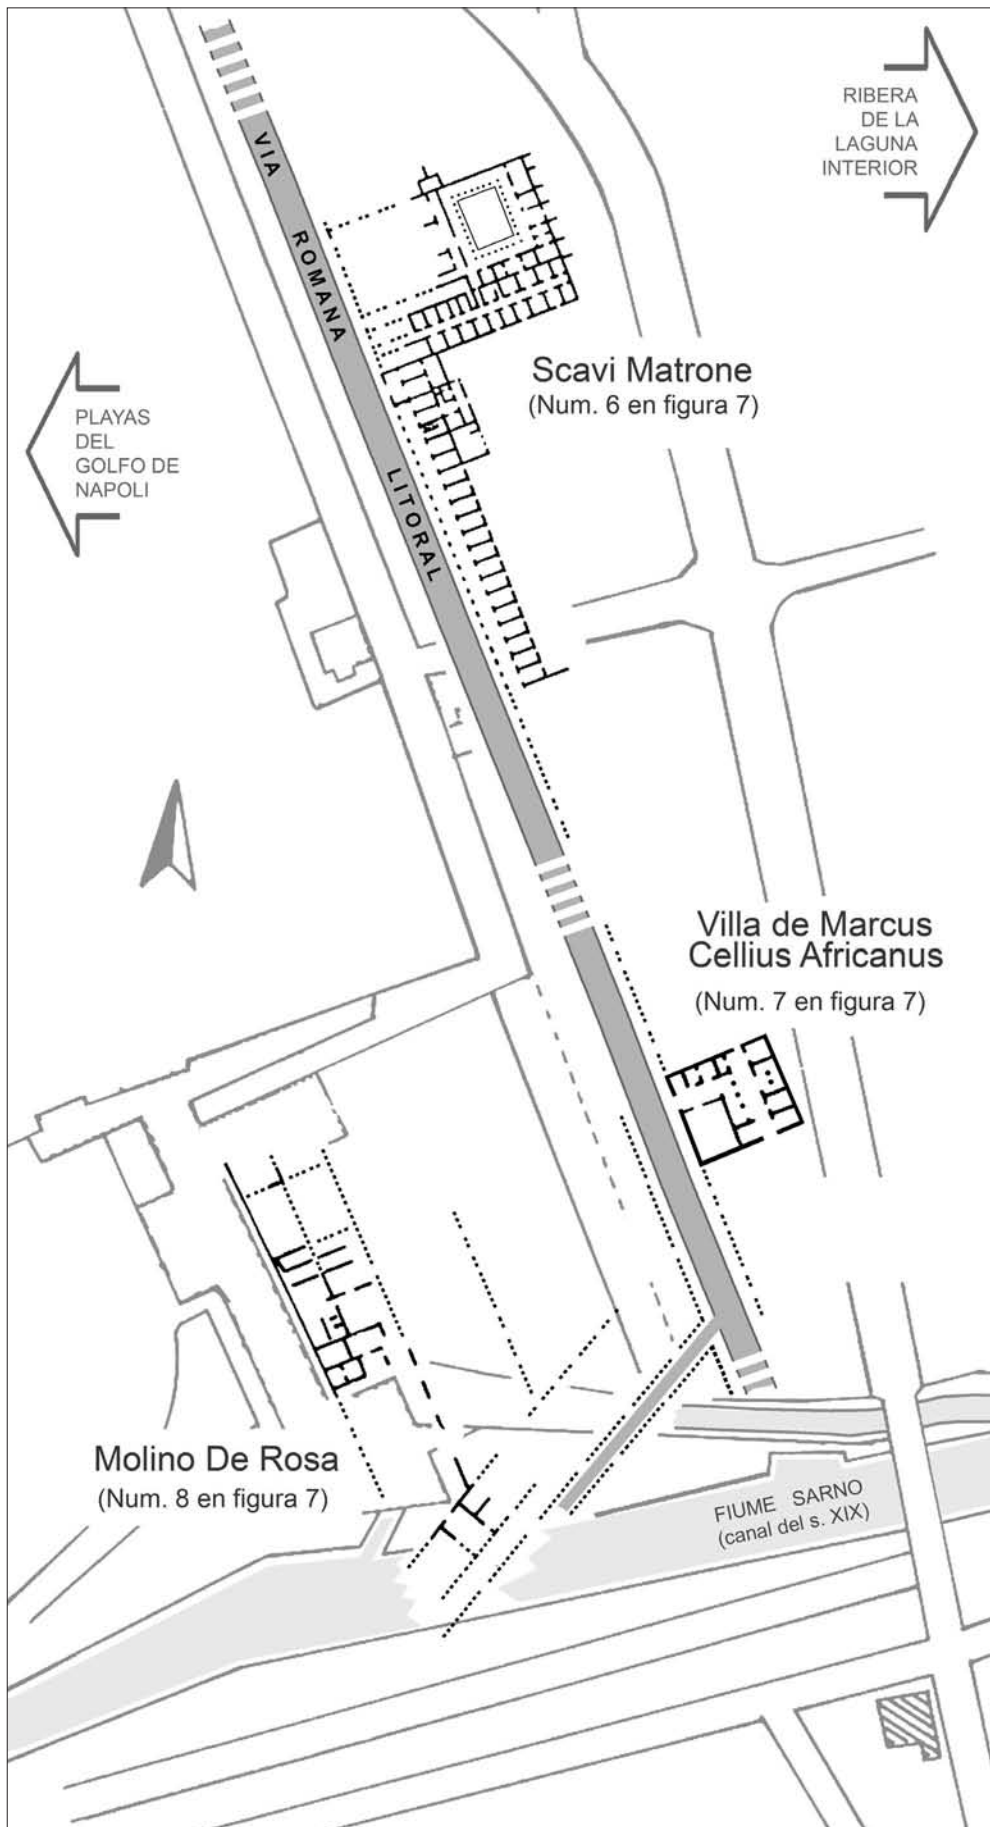 RIBERA
DE LA
LAGUNA
INTERIOR
VIA ROMANA LITORAL
Scavi Matrone
(Num. 6 en figura 7)
PLAYAS
DEL
GOLFO DE
NAPOLI
Villa de Marcus
Cellius Africanus
(Num. 7 en figura 7)
Molino De Rosa
(Num. 8 en figura 7)
FIUME SARNO
(canal del s. XIX)